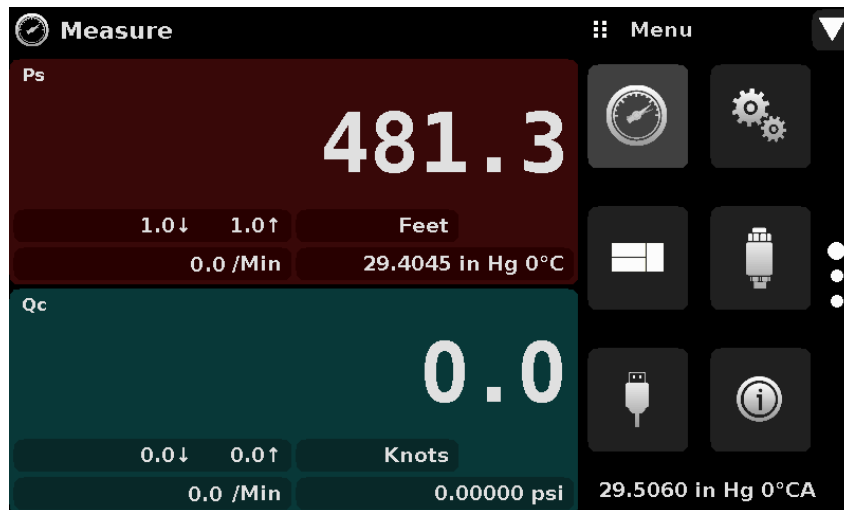 Measure
Menu
Ps
481.3
1.0↓ 1.0↑ Feet
0.0 /Min 29.4045 in Hg 0°C
Qc
0.0
0.0↓ 0.0↑ Knots
0.0 /Min 0.00000 psi
29.5060 in Hg 0°CA